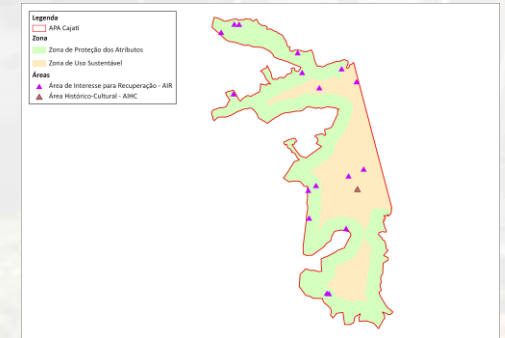 Legenda
APA Cajati
Zona
Zona de Proteção dos Atributos
Zona de Uso Sustentável
Áreas
Área de Interesse para Recuperação - AIR
Área Histórico-Cultural - AIHC